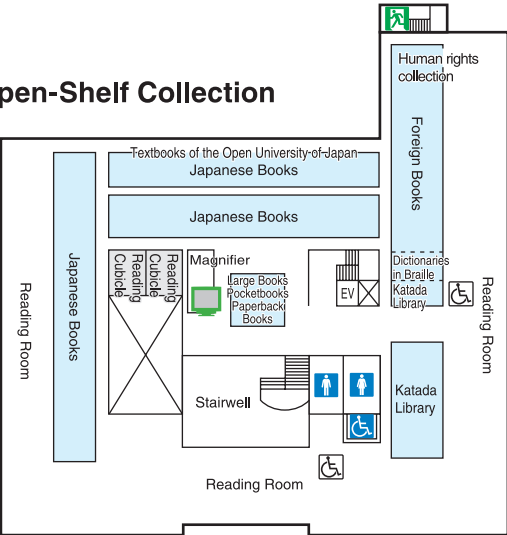 pen-Shelf Collection
Human rights
collection
Foreign Books
Textbooks of the Open University of Japan
Japanese Books
Japanese Books
Japanese Books
Reading Cubicle
Reading Cubicle
Magnifier
Large Books
Pocketbooks
Paperback
Books
EV
Dictionaries
in Braille
Katada
Library
Reading Room
Reading Room
Stairwell
Katada
Library
Reading Room